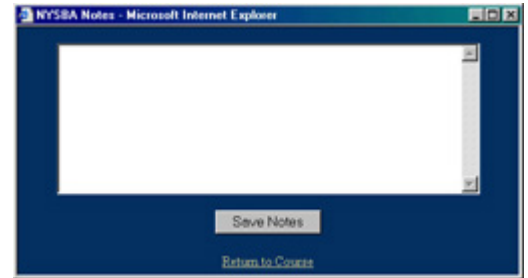 NYSBA Notes - Microsoft Internet Explorer
Save Notes
Return to Course